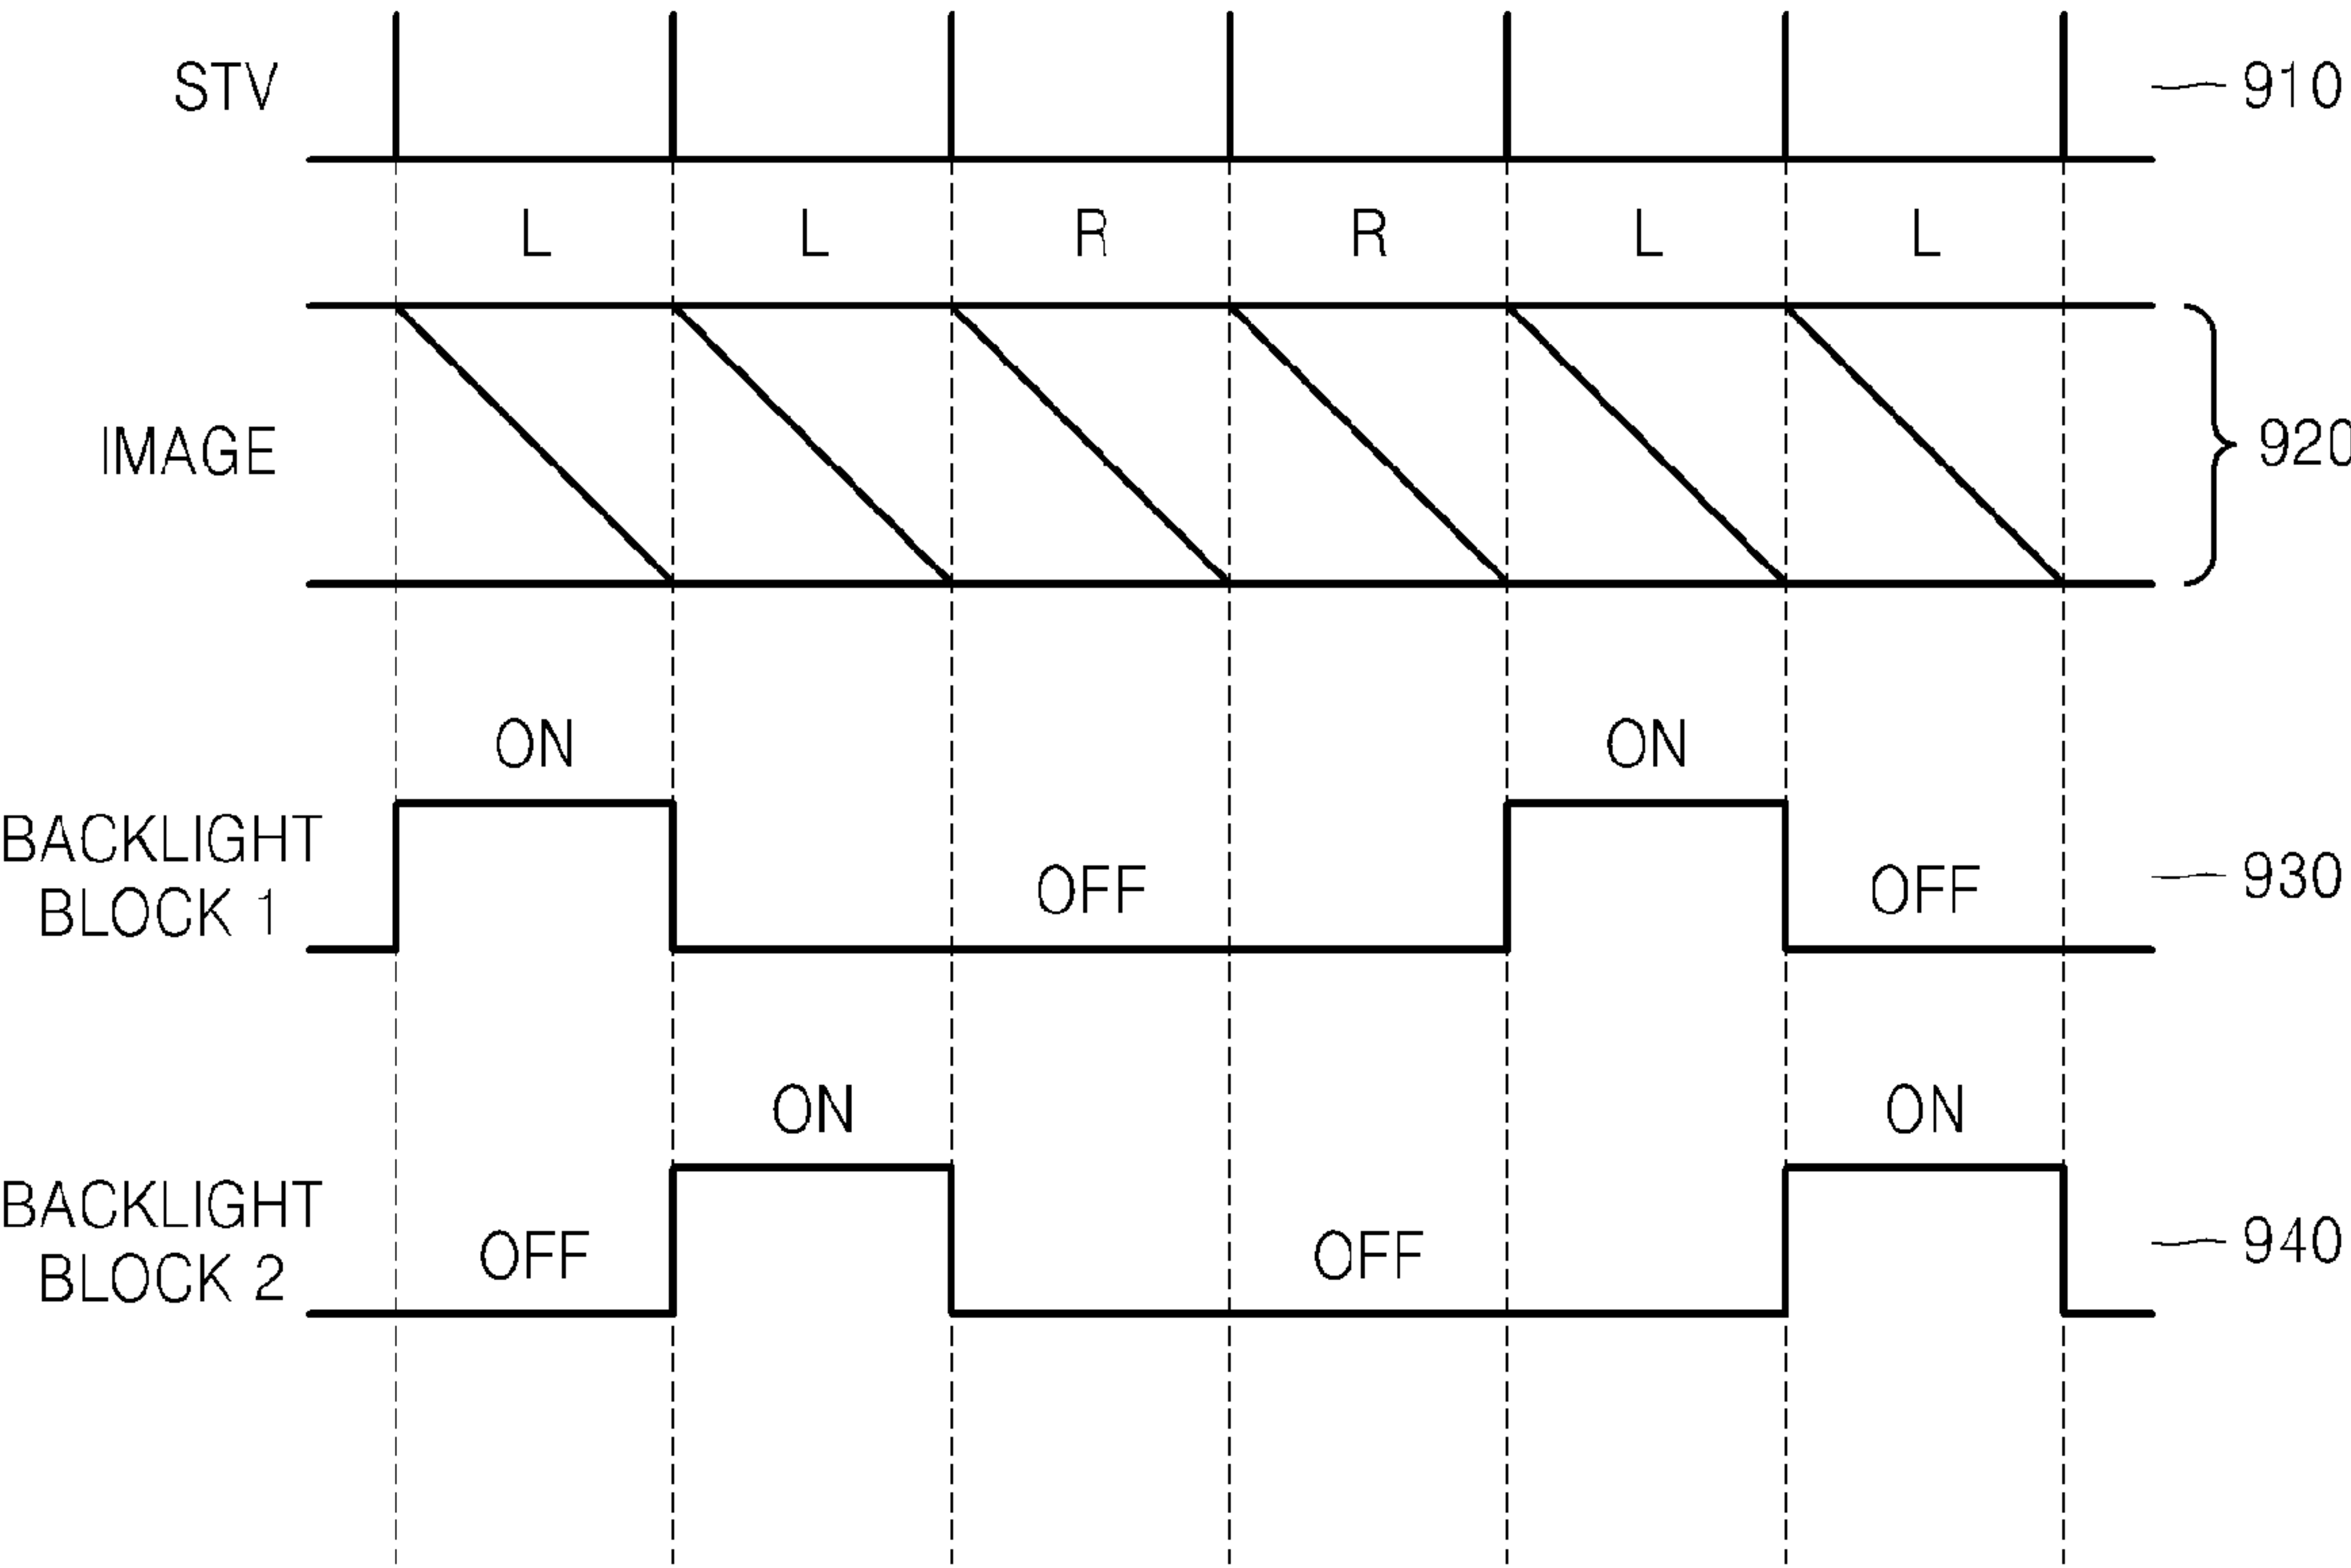 STV
910
L L R R L L
IMAGE
920
ON ON
BACKLIGHT
BLOCK 1
OFF OFF
930
ON ON
BACKLIGHT
BLOCK 2
OFF OFF
940